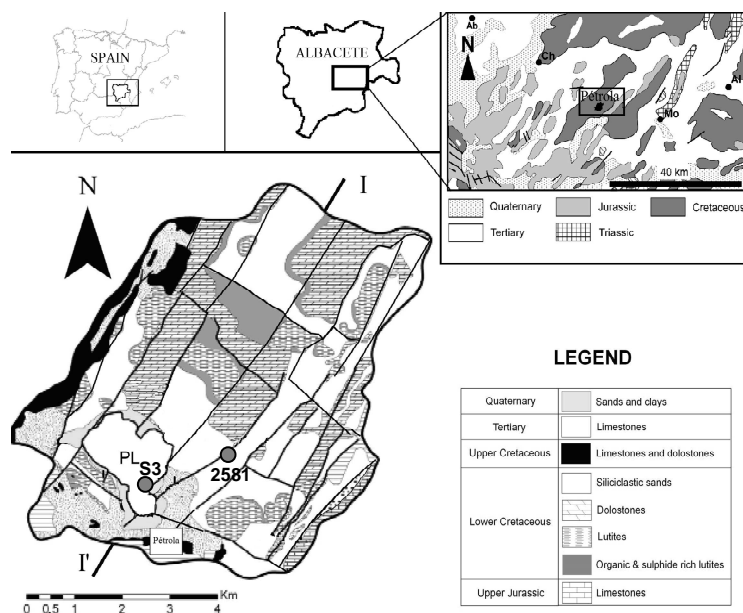 SPAIN
ALBACETE
N
Ab
Ch
Al
Pétrola
Mo
40 km
Quaternary
Jurassic
Cretaceous
Tertiary
Triassic
N
I
PL
S3
2581
Pétrola
I'
Km
0 0.5 1 2 3 4
LEGEND
Quaternary Sands and clays
Tertiary Limestones
Upper Cretaceous Limestones and dolostones
Lower Cretaceous Siliciclastic sands
Dolostones
Lutites
Organic & sulphide rich lutites
Upper Jurassic Limestones